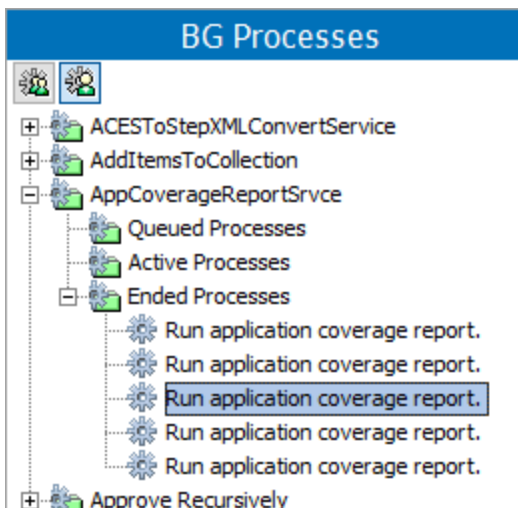 BG Processes
ACESToStepXMLConvertService
AddItemsToCollection
AppCoverageReportSrvce
Queued Processes
Active Processes
Ended Processes
Run application coverage report.
Run application coverage report.
Run application coverage report.
Run application coverage report.
Run application coverage report.
Approve Recursively